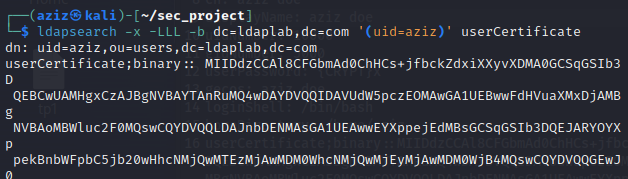 ┌──(aziz㉿kali)-[~/sec_project]
└─$ ldapsearch -x -LLL -b dc=ldaplab,dc=com '(uid=aziz)' userCertificate
dn: uid=aziz,ou=users,dc=ldaplab,dc=com
userCertificate;binary:: MIIDdzCCAl8CFGbmAd0ChHCs+jfbckZdxiXXyvXDMA0GCSqGSIb3
D
 QEBCwUAMHgxCzAJBgNVBAYTAnRuMQ4wDAYDVQQIDAVUdW5pczEOMAwGA1UEBwwFdHVuaXMxDjAMB
g
 NVBAoMBWluc2F0MQswCQYDVQQLDAJnbDENMAsGA1UEAwwEYXppejEdMBsGCSqGSIb3DQEJARYOYX
p
 pekBnbWFpbC5jb20wHhcNMjQwMTEzMjAwMDM0WhcNMjQwMjEyMjAwMDM0WjB4MQswCQYDVQQGEwJ
0